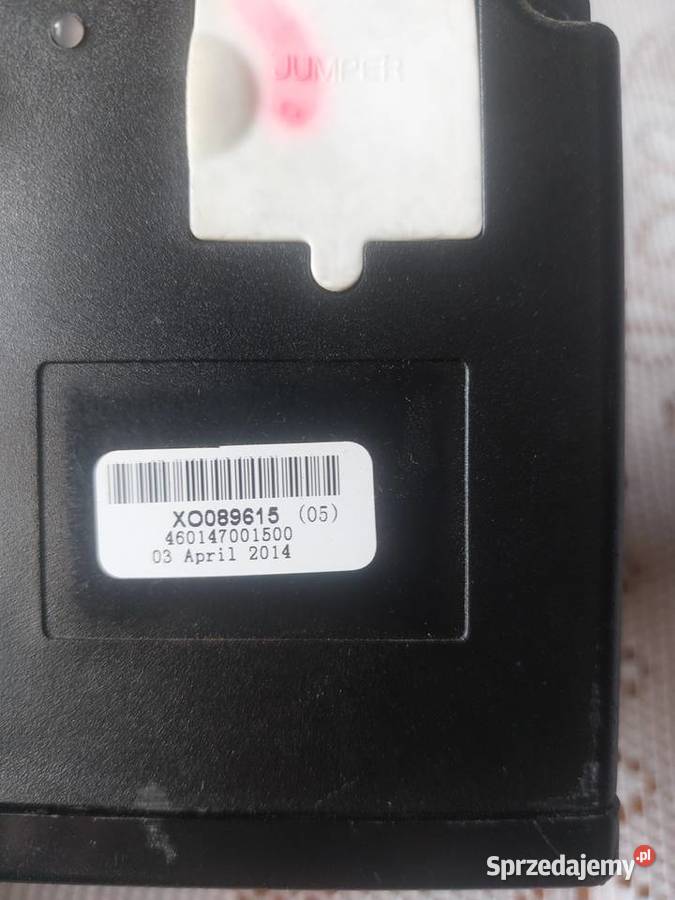 JUMPER
XO089615 (05)
460147001500
03 April 2014
Sprzedajemy.pl